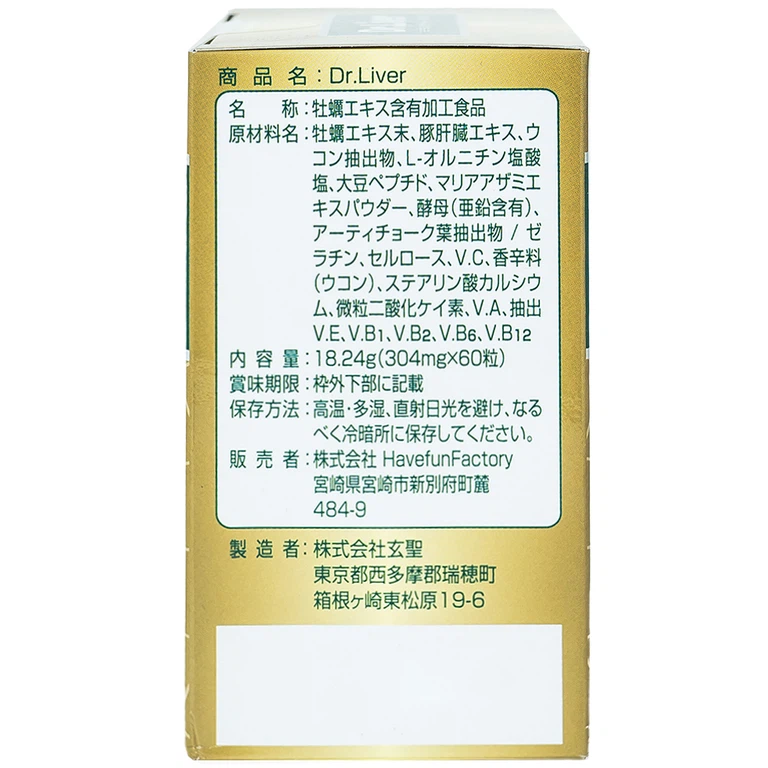 商品名：Dr.Liver
名称：牡蠣エキス含有加工食品
原材料名：牡蠣エキス末、豚肝臓エキス、ウ
コン抽出物、L-オルニチン塩酸
塩、大豆ペプチド、マリアアザミエ
キスパウダー、酵母（亜鉛含有）、
アーティチョーク葉抽出物 / ゼ
ラチン、セルロース、V.C、香辛料
（ウコン）、ステアリン酸カルシウ
ム、微粒二酸化ケイ素、V.A、抽出
V.E、V.B1、V.B2、V.B6、V.B12
内容量：18.24g(304mg×60粒)
賞味期限：枠外下部に記載
保存方法：高温・多湿、直射日光を避け、なる
べく冷暗所に保存してください。
販売者：株式会社 HavefunFactory
宮崎県宮崎市新別府町麓
484-9
製造者：株式会社玄聖
東京都西多摩郡瑞穂町
箱根ヶ崎東松原19-6